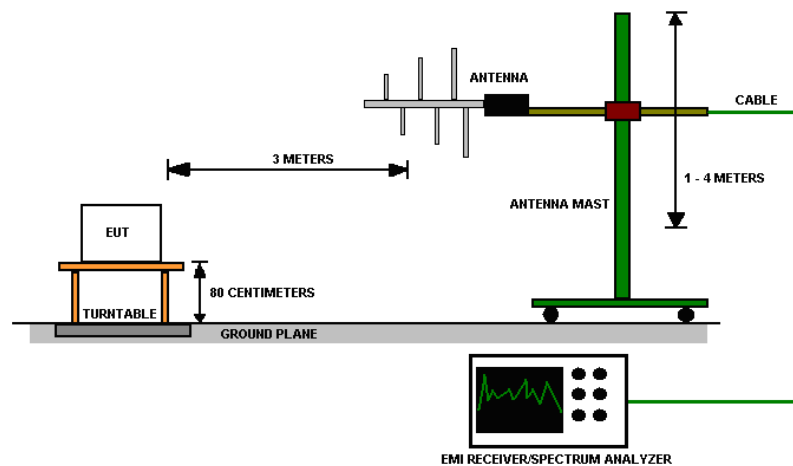 ANTENNA
CABLE
3 METERS
1 - 4 METERS
ANTENNA MAST
EUT
80 CENTIMETERS
TURNTABLE
GROUND PLANE
EMI RECEIVER/SPECTRUM ANALYZER